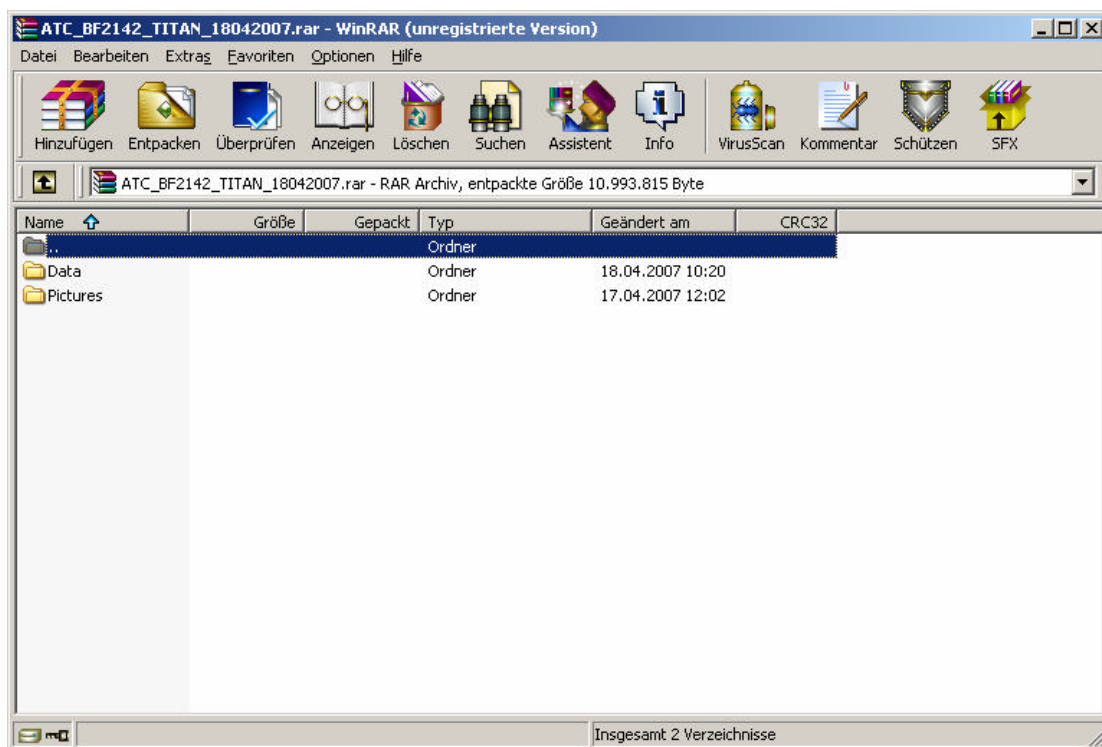 ATC_BF2142_TITAN_18042007.rar - WinRAR (unregistrierte Version)
Datei Bearbeiten Extras Favoriten Optionen Hilfe
Hinzufügen Entpacken Überprüfen Anzeigen Löschen Suchen Assistent Info VirusScan Kommentar Schützen SFX
ATC_BF2142_TITAN_18042007.rar - RAR Archiv, entpackte Größe 10.993.815 Byte
Name Größe Gepackt Typ Geändert am CRC32
.. Ordner
Data Ordner 18.04.2007 10:20
Pictures Ordner 17.04.2007 12:02
Insgesamt 2 Verzeichnisse